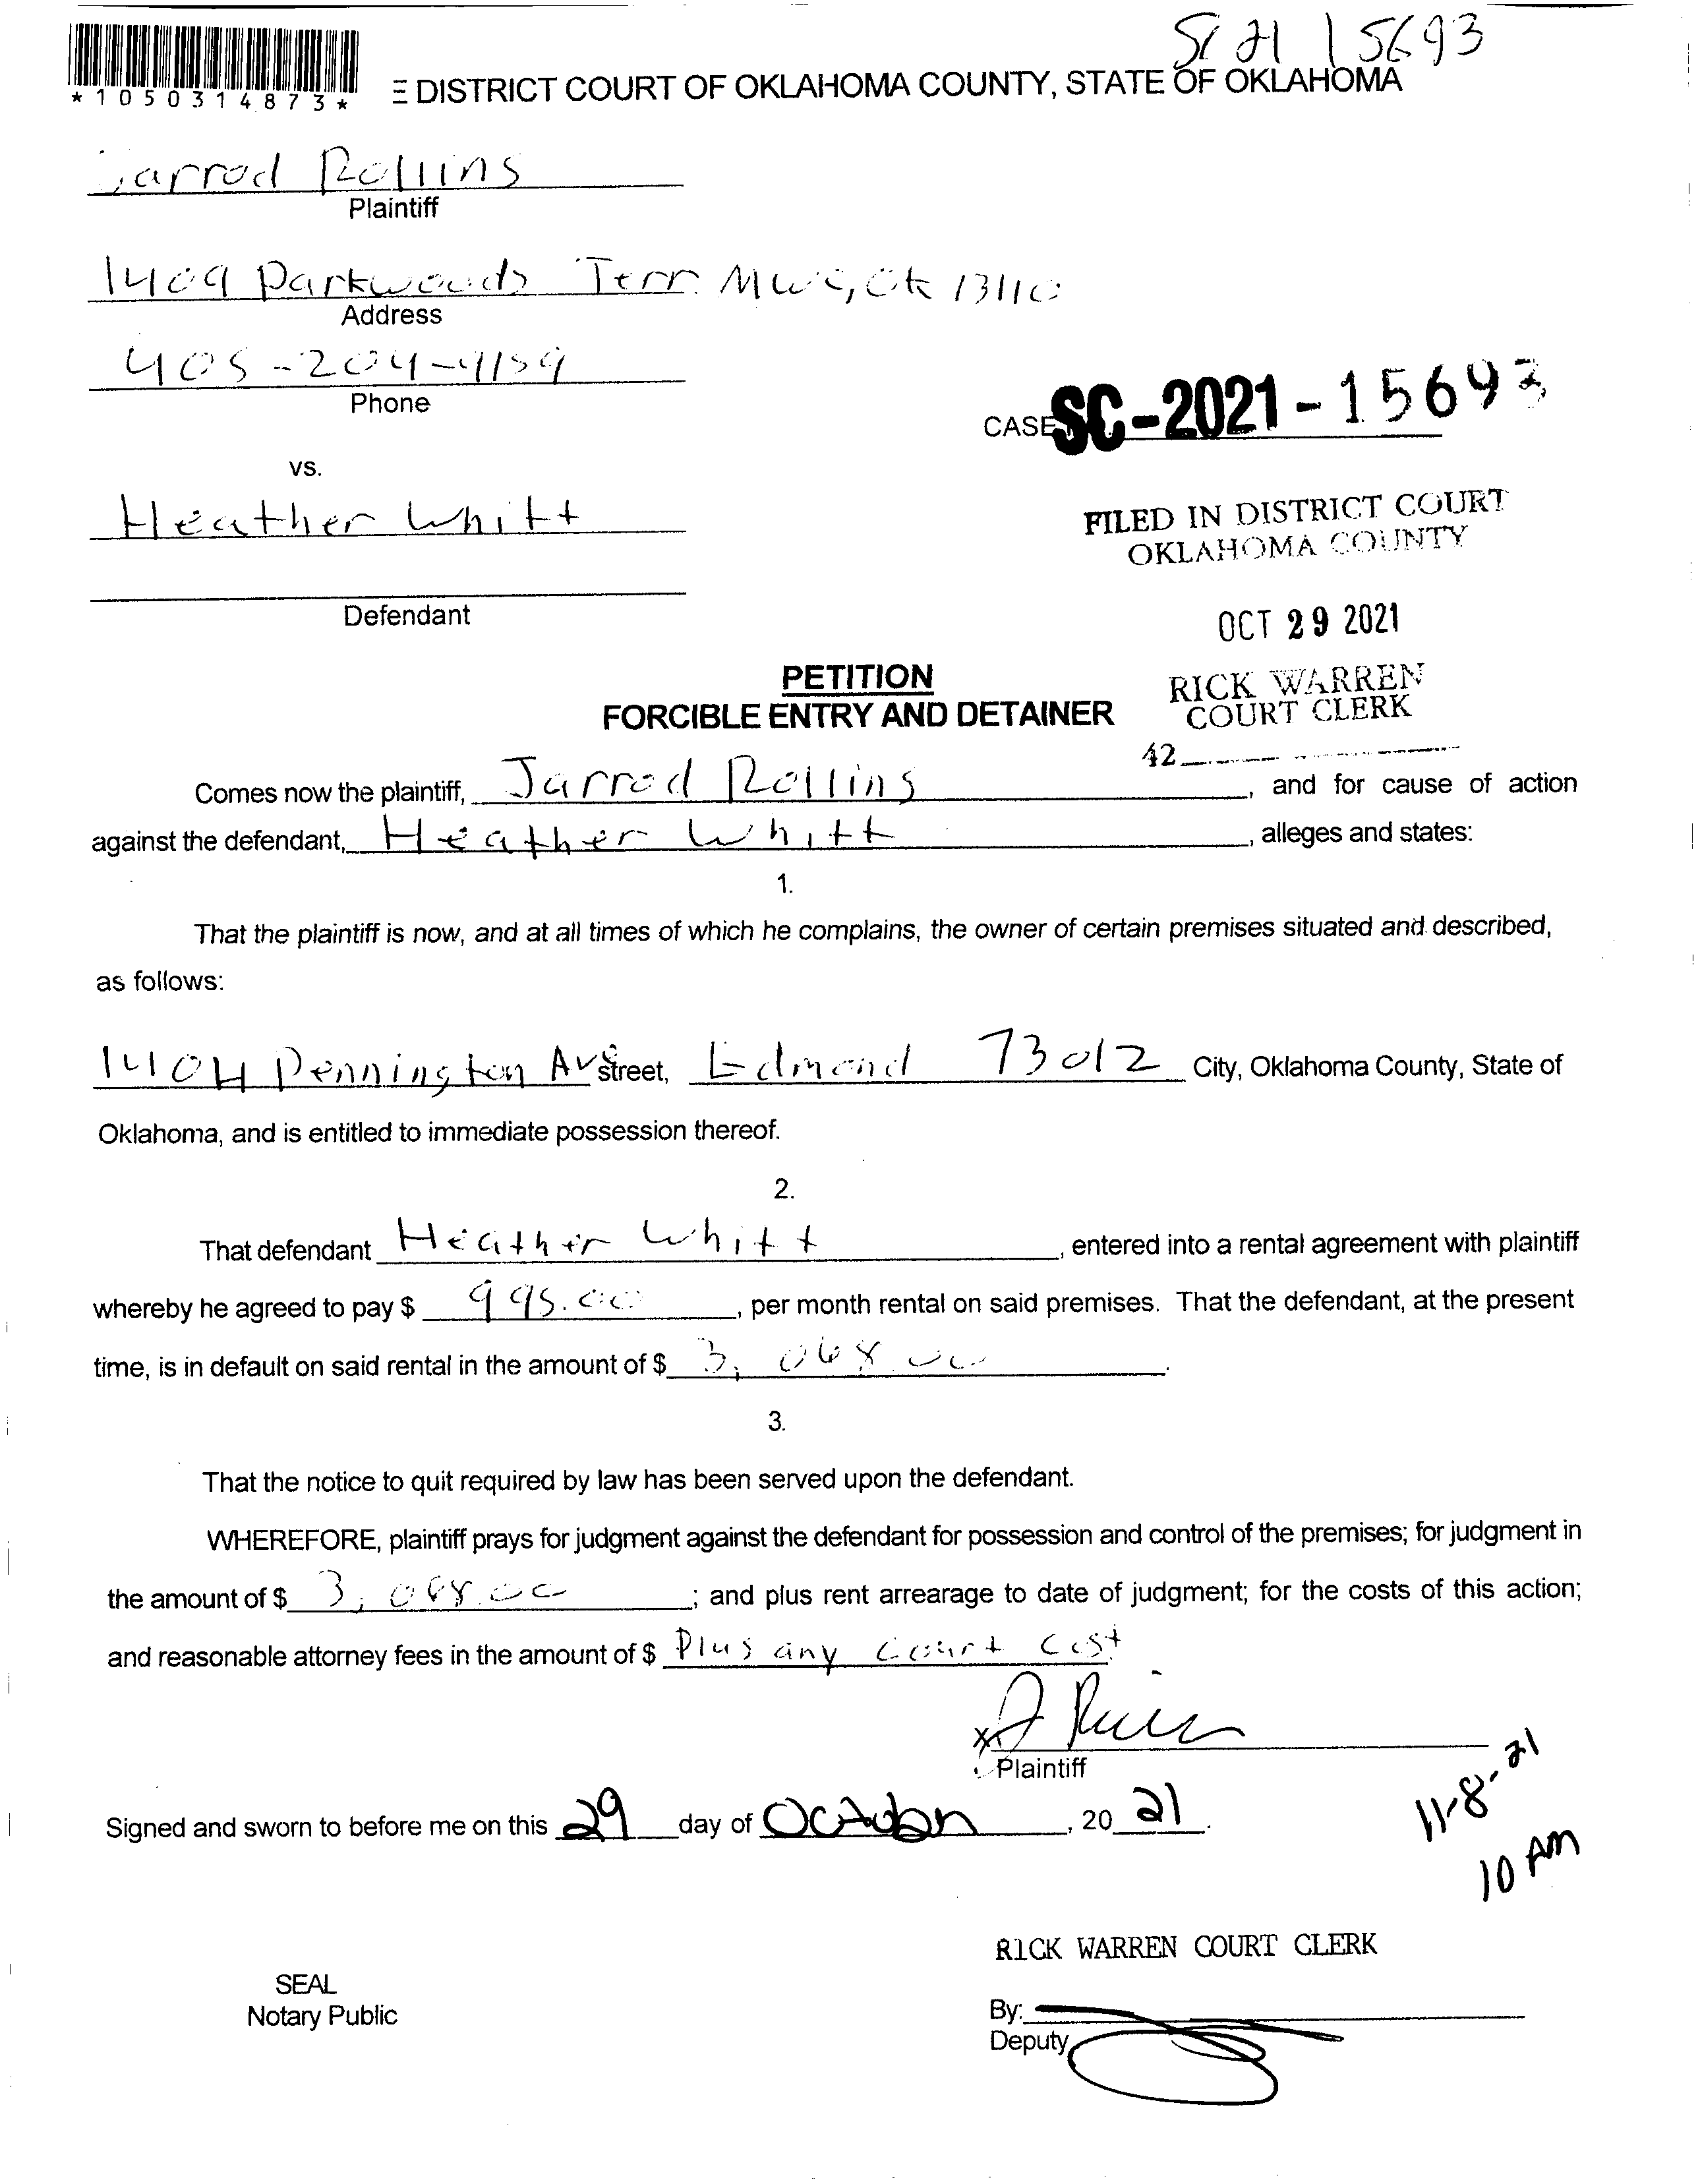 SC 21 15693
*1050314873*
E DISTRICT COURT OF OKLAHOMA COUNTY, STATE OF OKLAHOMA
Jarrod Rollins
Plaintiff
1409 Parkwoods Terr. MWC, Ok 73110
Address
405-204-
Phone
CASE SC-2021-15693
vs.
Heather Whitt
FILED IN DISTRICT COURT
OKLAHOMA COUNTY
Defendant
OCT 29 2021
PETITION
FORCIBLE ENTRY AND DETAINER
RICK WARREN
COURT CLERK
42
Comes now the plaintiff, Jarrod Rollins, and for cause of action
against the defendant, Heather Whitt, alleges and states:
1.
That the plaintiff is now, and at all times of which he complains, the owner of certain premises situated and described,
as follows:
1404 Pennington Av Street, Edmond 73012 City, Oklahoma County, State of
Oklahoma, and is entitled to immediate possession thereof.
2.
That defendant Heather Whitt, entered into a rental agreement with plaintiff
whereby he agreed to pay $ 995.00, per month rental on said premises. That the defendant, at the present
time, is in default on said rental in the amount of $ 3,068.00.
3.
That the notice to quit required by law has been served upon the defendant.
WHEREFORE, plaintiff prays for judgment against the defendant for possession and control of the premises; for judgment in
the amount of $ 3,068.00; and plus rent arrearage to date of judgment; for the costs of this action;
and reasonable attorney fees in the amount of $ Plus any court cost
x
Plaintiff
Signed and sworn to before me on this 29 day of October, 20 21.
11-8-21
10 AM
RICK WARREN COURT CLERK
SEAL
Notary Public
By:
Deputy